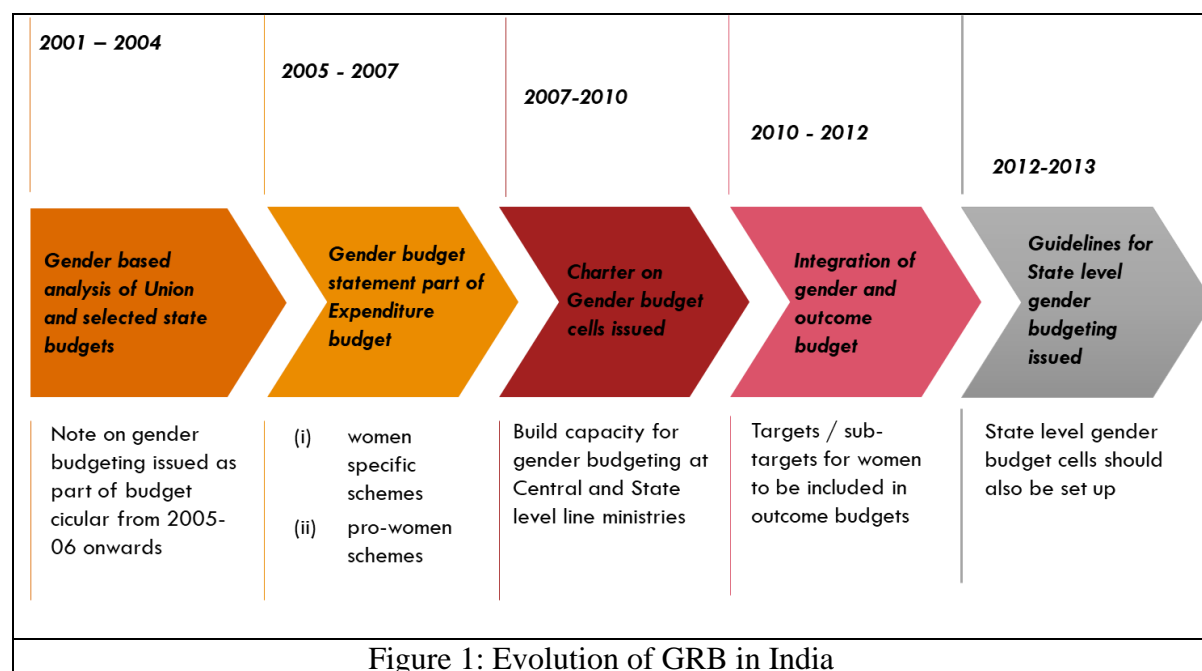 2001 – 2004
2005 - 2007
2007-2010
2010 - 2012
2012-2013
Gender based
analysis of Union
and selected state
budgets
Gender budget
statement part of
Expenditure
budget
Charter on
Gender budget
cells issued
Integration of
gender and
outcome
budget
Guidelines for
State level
gender
budgeting
issued
Note on gender
budgeting issued as
part of budget
cicular from 2005-
06 onwards
(i) women
specific
schemes
(ii) pro-women
schemes
Build capacity for
gender budgeting at
Central and State
level line ministries
Targets / sub-
targets for women
to be included in
outcome budgets
State level gender
budget cells should
also be set up
Figure 1: Evolution of GRB in India